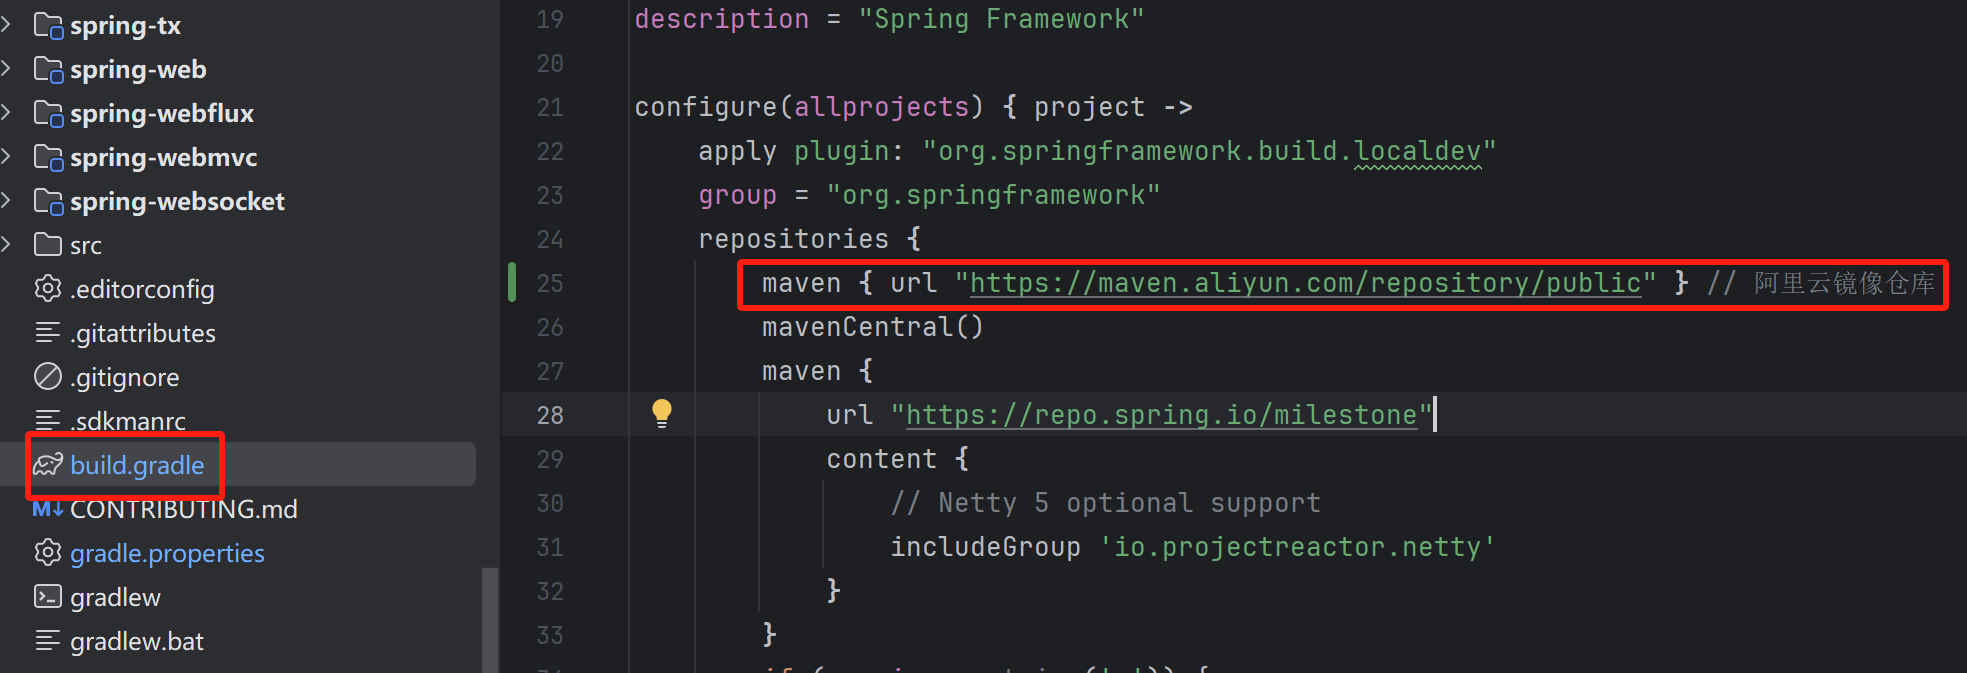 spring-tx
spring-web
spring-webflux
spring-webmvc
spring-websocket
src
.editorconfig
.gitattributes
.gitignore
.sdkmanrc
build.gradle
CONTRIBUTING.md
gradle.properties
gradlew
gradlew.bat
19 description = "Spring Framework"
20
21 configure(allprojects) { project ->
22 apply plugin: "org.springframework.build.localdev"
23 group = "org.springframework"
24 repositories {
25 maven { url "https://maven.aliyun.com/repository/public" } // 阿里云镜像仓库
26 mavenCentral()
27 maven {
28 url "https://repo.spring.io/milestone"
29 content {
30 // Netty 5 optional support
31 includeGroup 'io.projectreactor.netty'
32 }
33 }